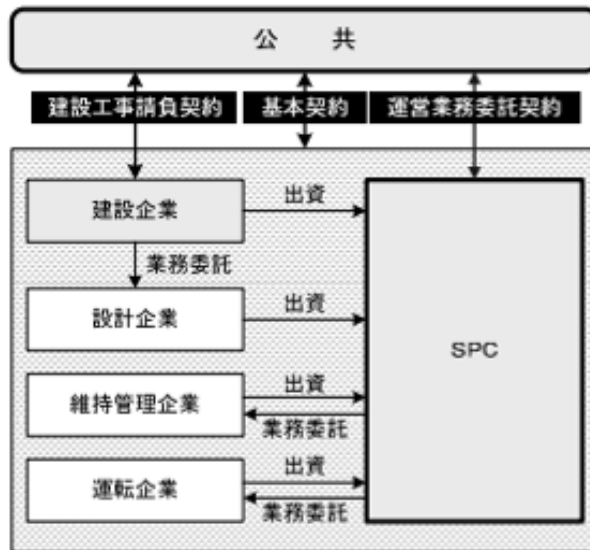 公 共
建設工事請負契約
基本契約
運営業務委託契約
建設企業
出資
業務委託
設計企業
出資
SPC
維持管理企業
出資
業務委託
運転企業
出資
業務委託